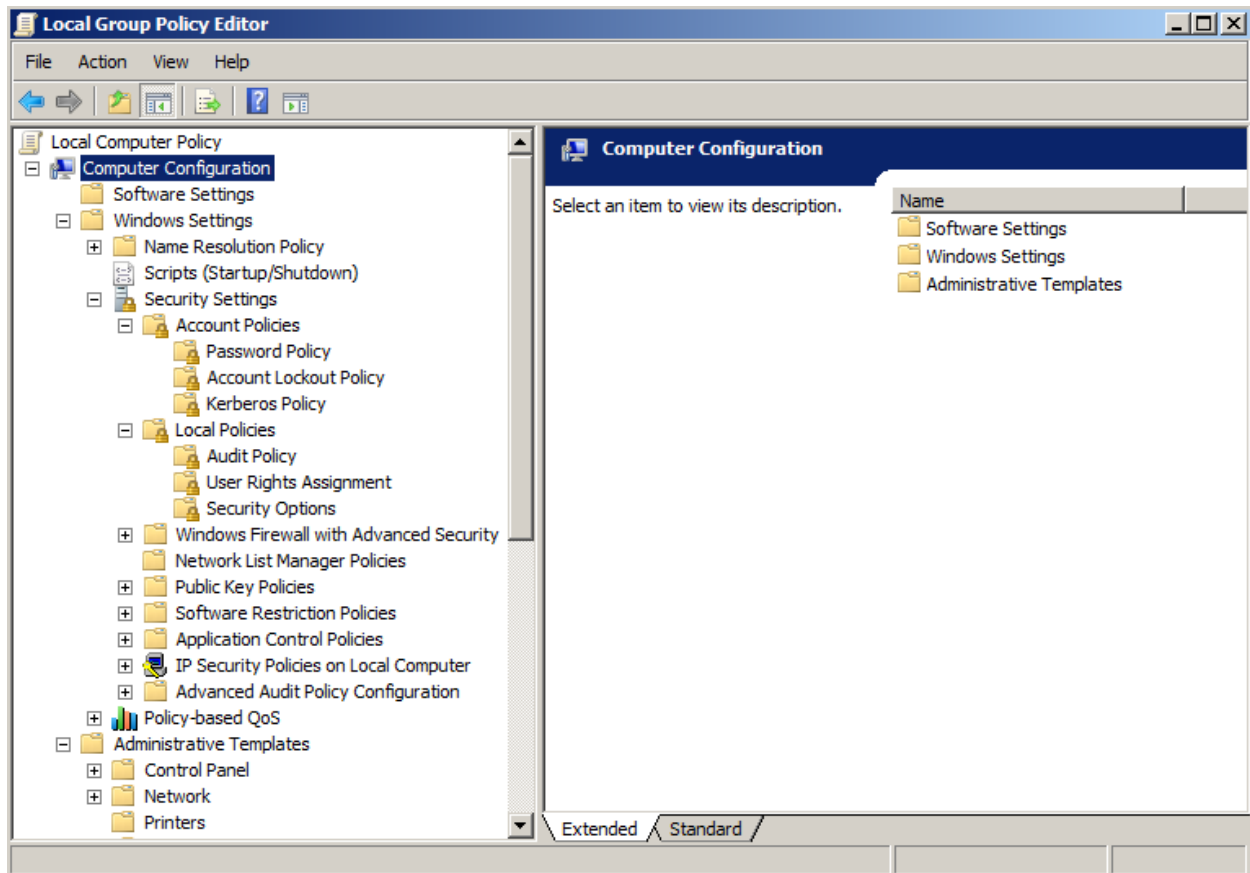 Local Group Policy Editor
File Action View Help
Local Computer Policy
Computer Configuration
Software Settings
Windows Settings
Name Resolution Policy
Scripts (Startup/Shutdown)
Security Settings
Account Policies
Password Policy
Account Lockout Policy
Kerberos Policy
Local Policies
Audit Policy
User Rights Assignment
Security Options
Windows Firewall with Advanced Security
Network List Manager Policies
Public Key Policies
Software Restriction Policies
Application Control Policies
IP Security Policies on Local Computer
Advanced Audit Policy Configuration
Policy-based QoS
Administrative Templates
Control Panel
Network
Printers
Computer Configuration
Select an item to view its description.
Name
Software Settings
Windows Settings
Administrative Templates
Extended Standard